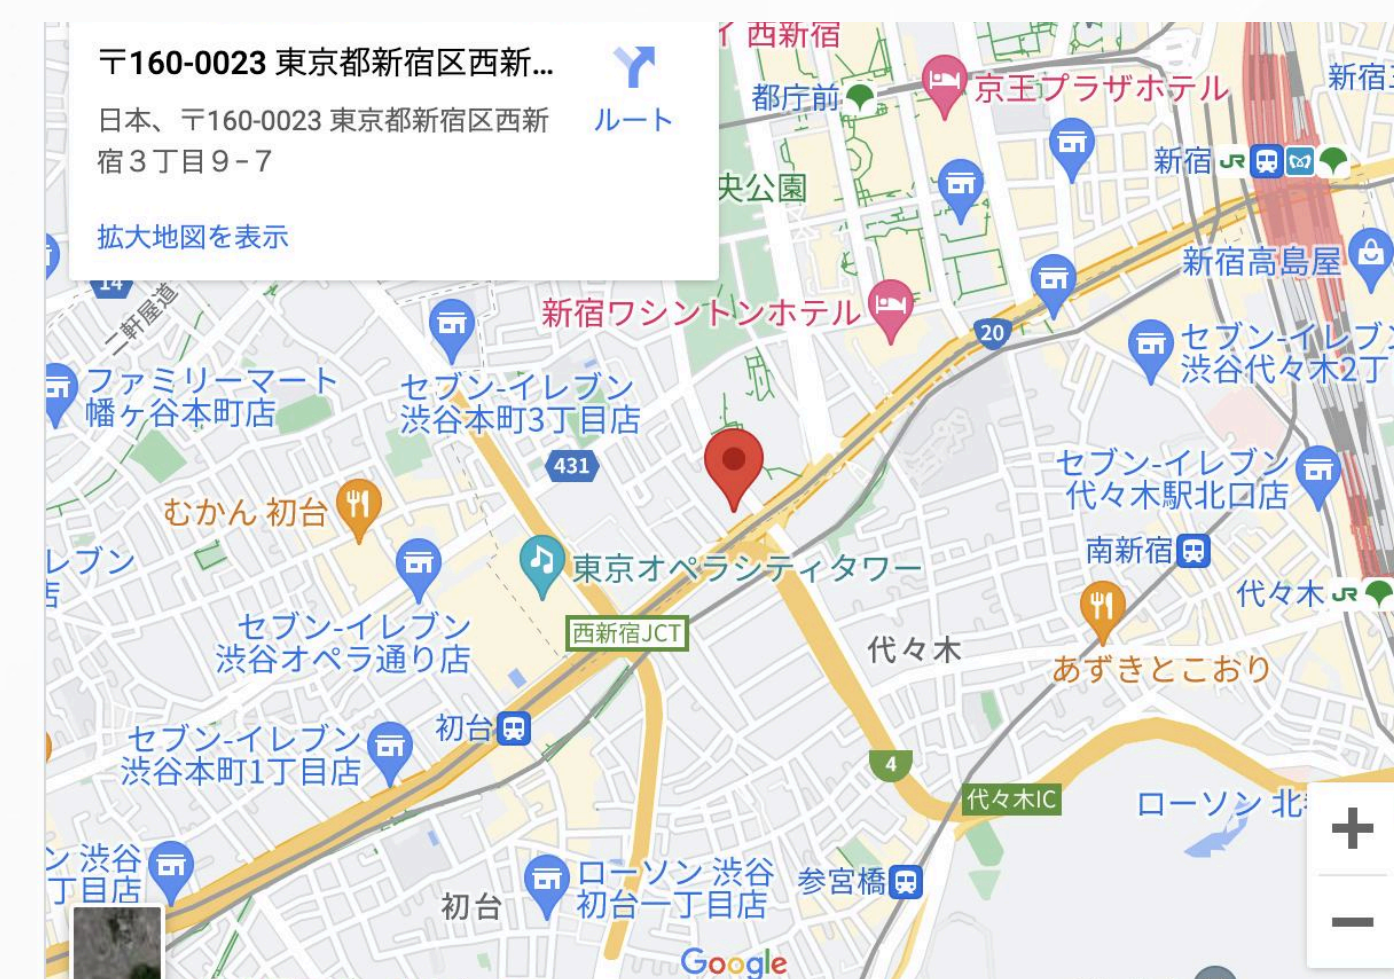 〒160-0023 東京都新宿区西新...
日本、〒160-0023 東京都新宿区西新
宿３丁目９−７
ルート
拡大地図を表示
西新宿
都庁前
京王プラザホテル
新宿
新宿
央公園
新宿高島屋
14
二軒屋道
新宿ワシントンホテル
20
セブン-イレブン
渋谷代々木2丁
ファミリーマート
幡ヶ谷本町店
セブン-イレブン
渋谷本町3丁目店
431
セブン-イレブン
代々木駅北口店
むかん 初台
南新宿
レブン
店
東京オペラシティタワー
代々木
西新宿JCT
セブン-イレブン
渋谷オペラ通り店
代々木
あずきとこおり
初台
セブン-イレブン
渋谷本町1丁目店
4
代々木IC
ローソン 北
ン 渋谷
丁目店
ローソン 渋谷
初台一丁目店
参宮橋
初台
Google